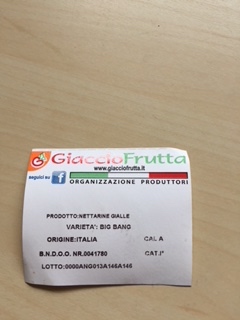 GiaccioFrutta
www.giacciofrutta.it
seguici su f
ORGANIZZAZIONE PRODUTTORI
PRODOTTO:NETTARINE GIALLE
VARIETA': BIG BANG
ORIGINE:ITALIA CAL A
B.N.D.O.O. NR.0041750 CAT.I°
LOTTO:0000ANG013A146A146